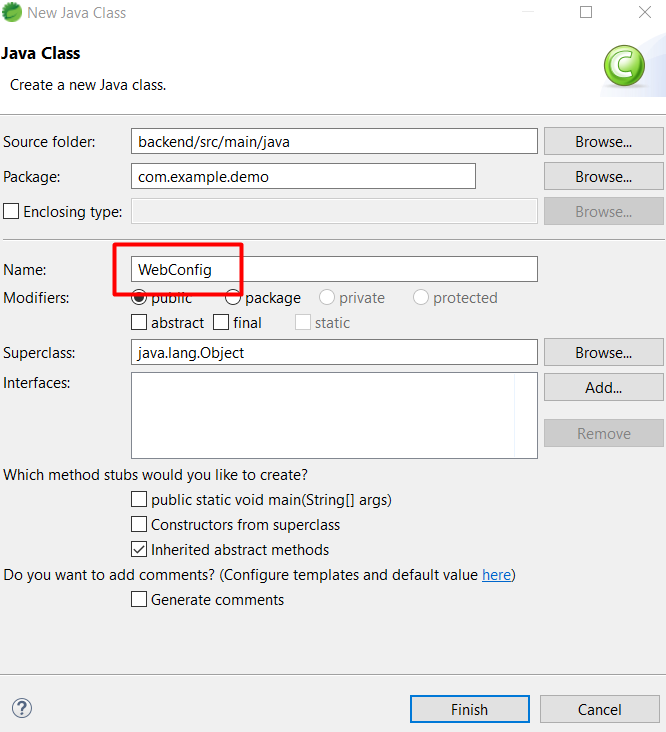 New Java Class
Java Class
Create a new Java class.
Source folder: backend/src/main/java Browse...
Package: com.example.demo Browse...
Enclosing type: Browse...
Name: WebConfig
Modifiers: public package private protected
abstract final static
Superclass: java.lang.Object Browse...
Interfaces: Add...
Remove
Which method stubs would you like to create?
public static void main(String[] args)
Constructors from superclass
Inherited abstract methods
Do you want to add comments? (Configure templates and default value here)
Generate comments
? Finish Cancel